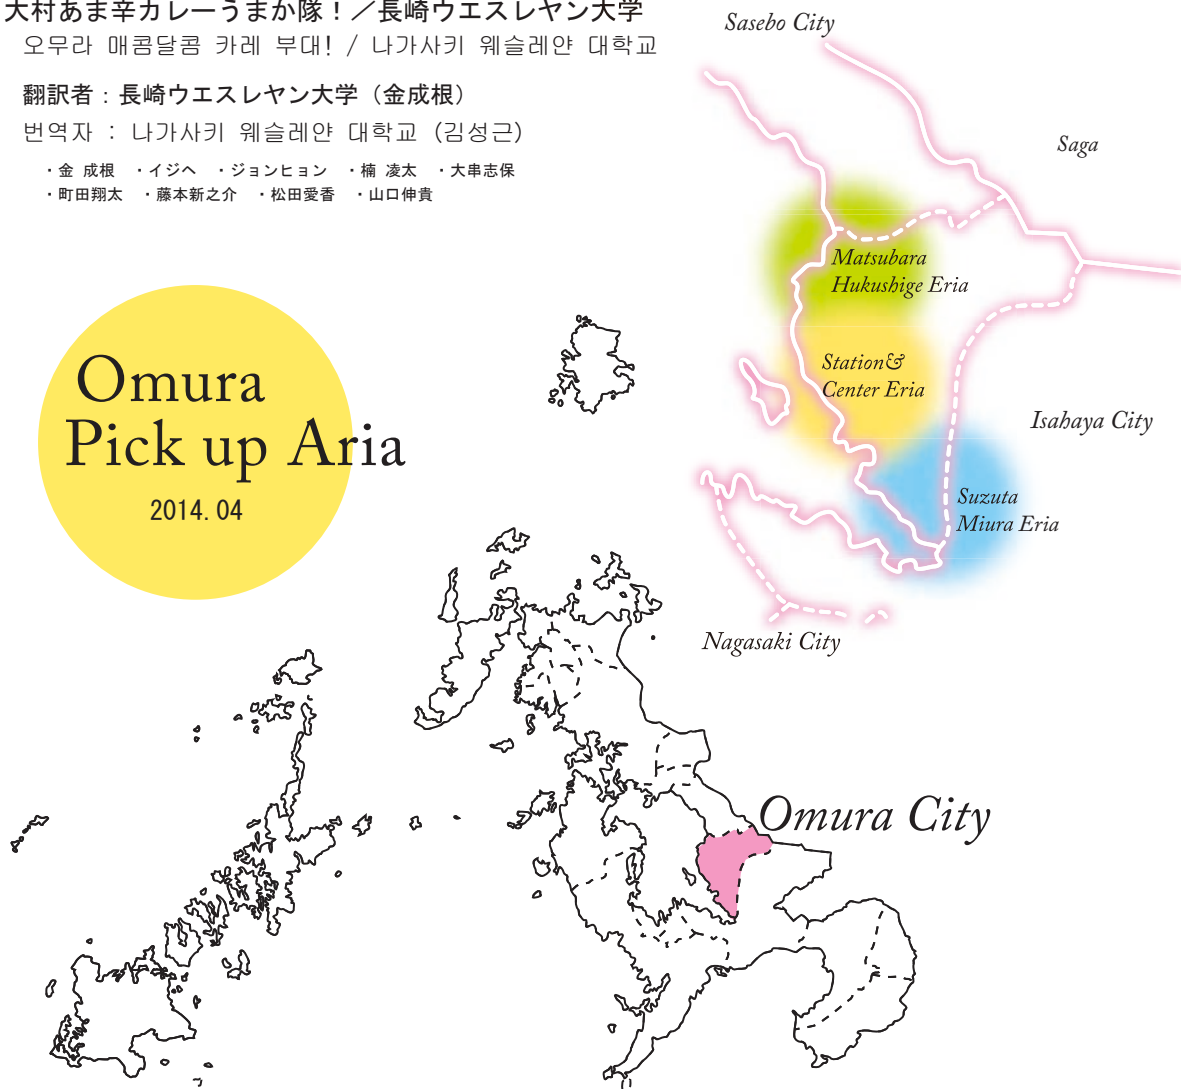 大村あま辛カレーうまか隊！／長崎ウエスレヤン大学
오무라 매콤달콤 카레 부대! / 나가사키 웨슬레얀 대학교
翻訳者：長崎ウエスレヤン大学（金成根）
번역자 : 나가사키 웨슬레얀 대학교 (김성근)
・金 成根 ・イジへ ・ジョンヒョン ・楠 凌太 ・大串志保
・町田翔太 ・藤本新之介 ・松田愛香 ・山口伸貴
Sasebo City
Saga
Matsubara
Hukushige Eria
Station&
Center Eria
Isahaya City
Suzuta
Miura Eria
Nagasaki City
Omura
Pick up Aria
2014.04
Omura City